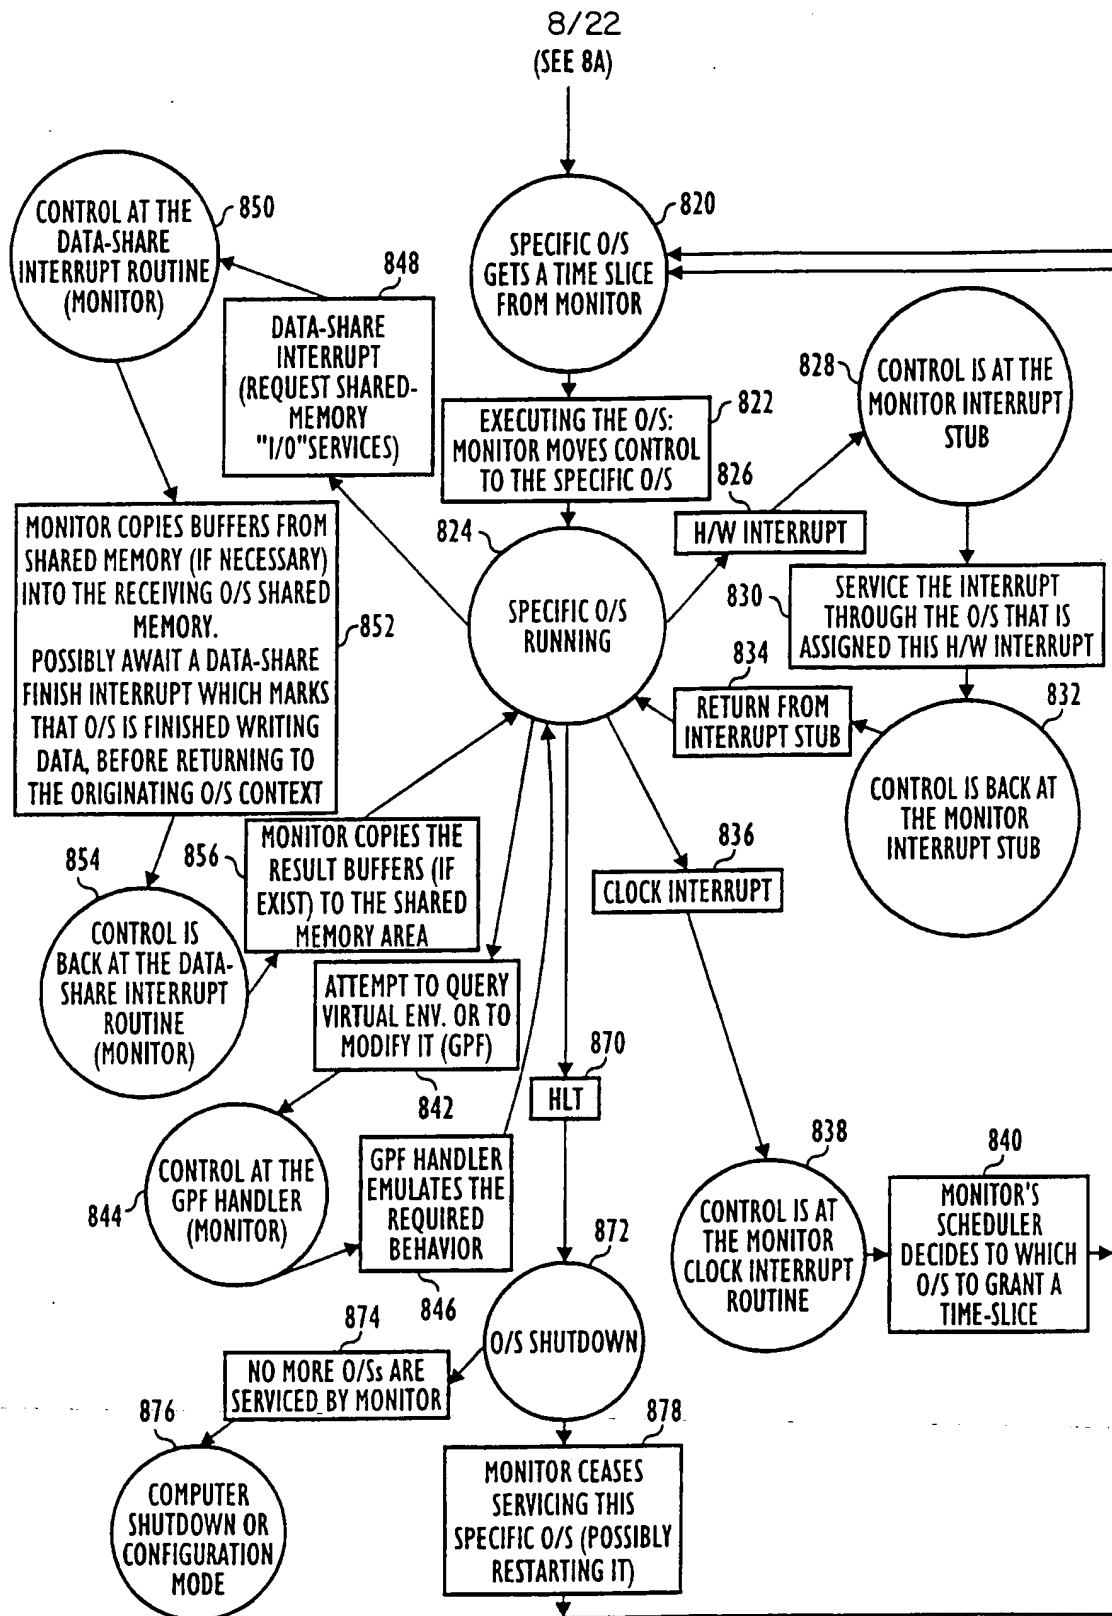 8/22
(SEE 8A)
820
SPECIFIC O/S
GETS A TIME SLICE
FROM MONITOR
850
CONTROL AT THE
DATA-SHARE
INTERRUPT ROUTINE
(MONITOR)
848
DATA-SHARE
INTERRUPT
(REQUEST SHARED-
MEMORY
"I/O"SERVICES)
822
EXECUTING THE O/S:
MONITOR MOVES CONTROL
TO THE SPECIFIC O/S
828
CONTROL IS AT THE
MONITOR INTERRUPT
STUB
826
H/W INTERRUPT
824
SPECIFIC O/S
RUNNING
830
SERVICE THE INTERRUPT
THROUGH THE O/S THAT IS
ASSIGNED THIS H/W INTERRUPT
834
RETURN FROM
INTERRUPT STUB
832
CONTROL IS BACK AT
THE MONITOR
INTERRUPT STUB
MONITOR COPIES BUFFERS FROM
SHARED MEMORY (IF NECESSARY)
INTO THE RECEIVING O/S SHARED
MEMORY.
POSSIBLY AWAIT A DATA-SHARE
FINISH INTERRUPT WHICH MARKS
THAT O/S IS FINISHED WRITING
DATA, BEFORE RETURNING TO
THE ORIGINATING O/S CONTEXT
852
854
CONTROL IS
BACK AT THE DATA-
SHARE INTERRUPT
ROUTINE
(MONITOR)
856
MONITOR COPIES THE
RESULT BUFFERS (IF
EXIST) TO THE SHARED
MEMORY AREA
836
CLOCK INTERRUPT
ATTEMPT TO QUERY
VIRTUAL ENV. OR TO
MODIFY IT (GPF)
842
870
HLT
844
CONTROL AT THE
GPF HANDLER
(MONITOR)
GPF HANDLER
EMULATES THE
REQUIRED
BEHAVIOR
846
838
CONTROL IS AT
THE MONITOR
CLOCK INTERRUPT
ROUTINE
840
MONITOR'S
SCHEDULER
DECIDES TO WHICH
O/S TO GRANT A
TIME-SLICE
872
O/S SHUTDOWN
874
NO MORE O/Ss ARE
SERVICED BY MONITOR
876
COMPUTER
SHUTDOWN OR
CONFIGURATION
MODE
878
MONITOR CEASES
SERVICING THIS
SPECIFIC O/S (POSSIBLY
RESTARTING IT)